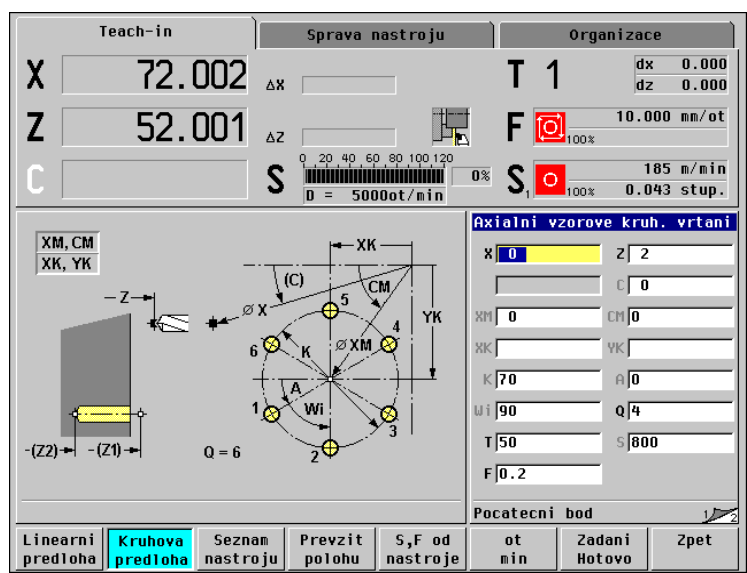 Teach-in
Sprava nastroju
Organizace
X 72.002
ΔX
T 1
dx 0.000
dz 0.000
Z 52.001
ΔZ
F 100%
10.000 mm/ot
C
S
0 20 40 60 80 100 120
0%
D = 5000ot/min
S1 100%
185 m/min
0.043 stup.
XM, CM
XK, YK
XK
(C)
CM
Z
ø X
5
YK
4
6
K
ø XM
A
1
Wi
3
2
-(Z2)
-(Z1)
Q = 6
Axialni vzorove kruh. vrtani
X 0
Z 2
C 0
XM 0
CM 0
XK
YK
K 70
A 0
Wi 90
Q 4
T 50
S 800
F 0.2
Pocatecni bod
1/2
Linearni predloha
Kruhova predloha
Seznam nastroju
Prevzit polohu
S,F od nastroje
ot min
Zadani Hotovo
Zpet